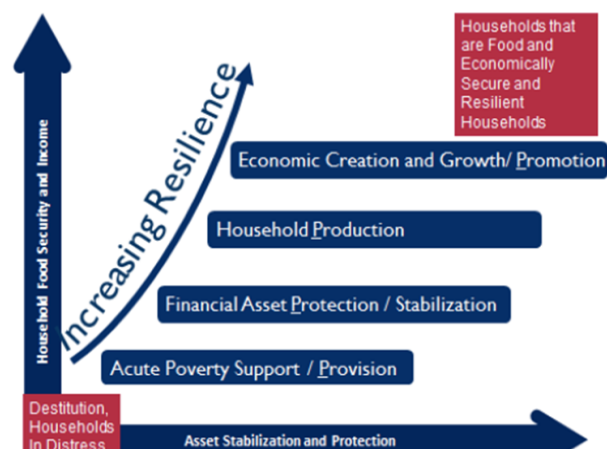 Households that
are Food and
Economically
Secure and
Resilient
Households
Economic Creation and Growth/ Promotion
Household Production
Financial Asset Protection / Stabilization
Acute Poverty Support / Provision
Increasing Resilience
Household Food Security and Income
Destitution,
Households
In Distress
Asset Stabilization and Protection